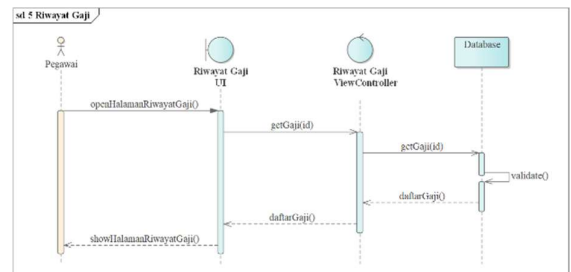 sd 5 Riwayat Gaji
Pegawai
Riwayat Gaji
UI
Riwayat Gaji
ViewController
Database
openHalamanRiwayatGaji()
getGaji(id)
getGaji(id)
validate()
daftarGaji()
daftarGaji()
showHalamanRiwayatGaji()